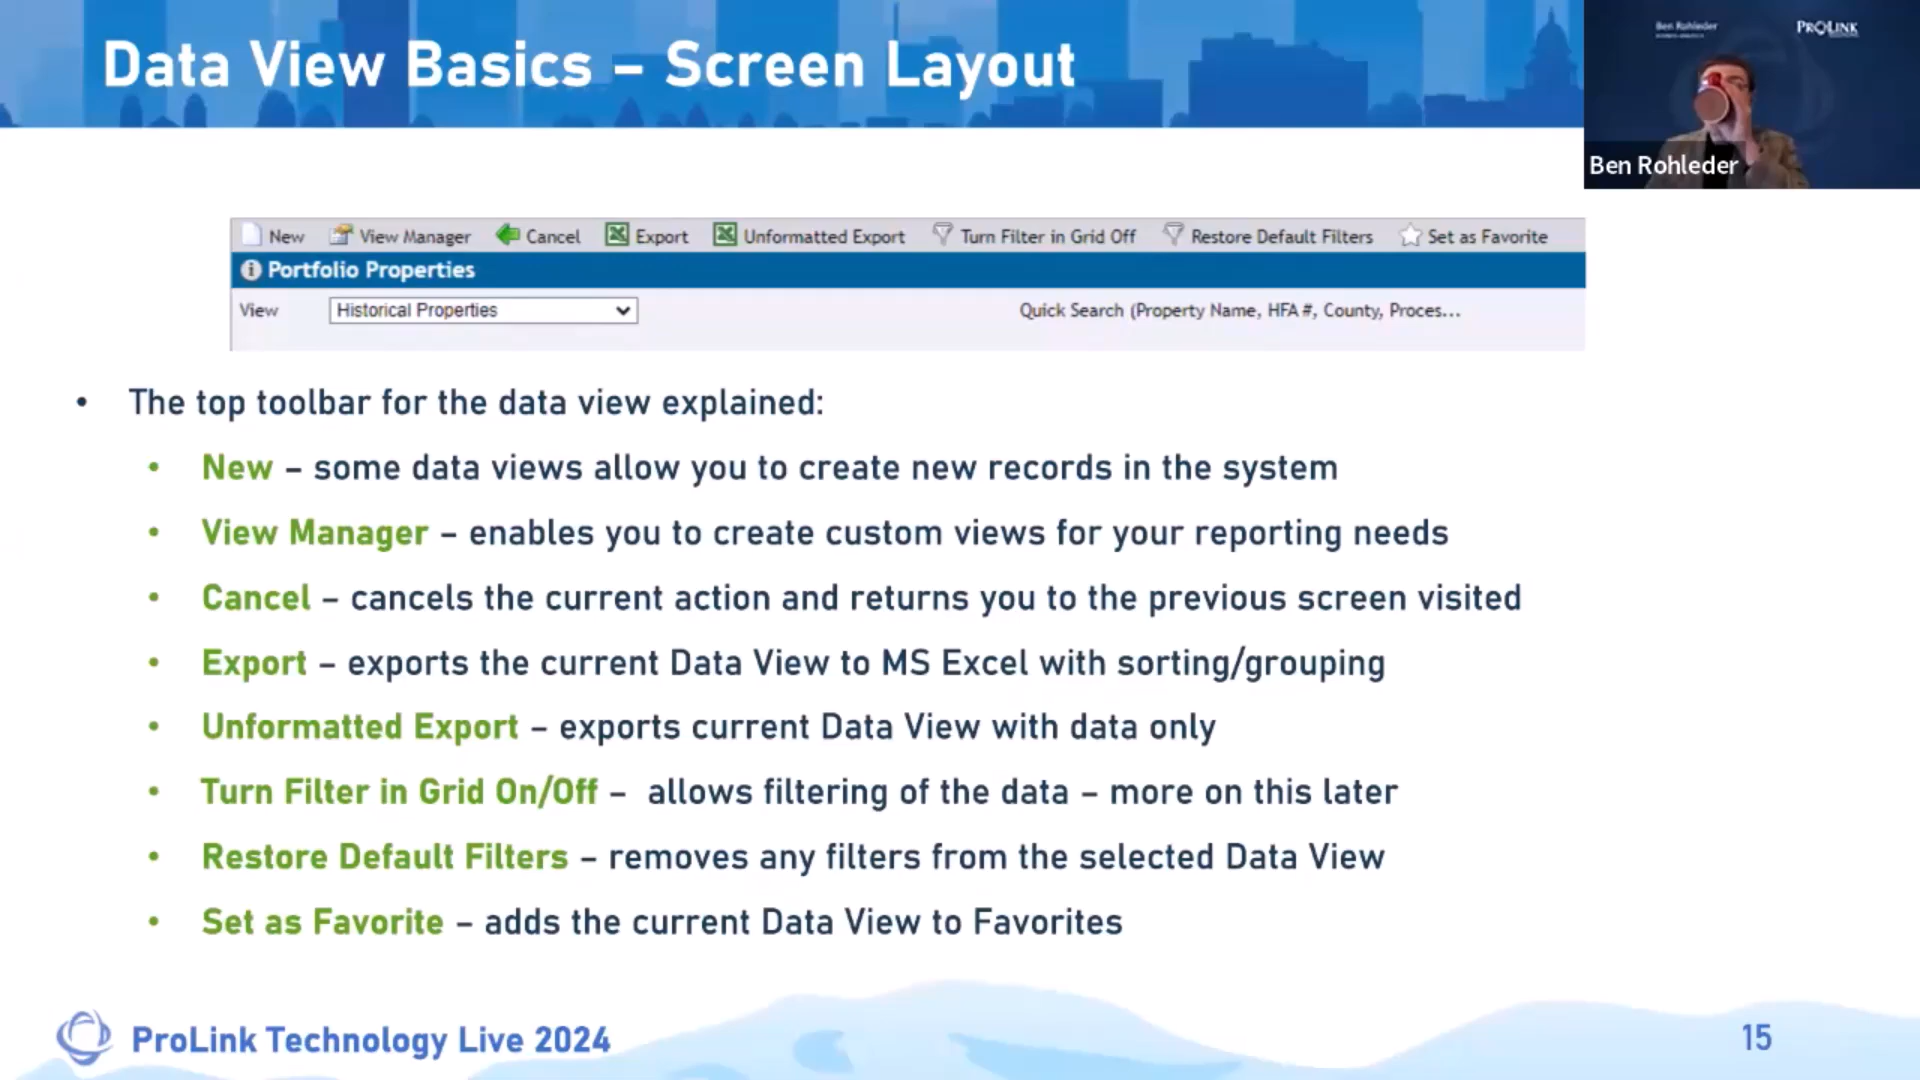 Data View Basics – Screen Layout
Ben Rohleder
PROLINK
Ben Rohleder
New View Manager Cancel Export Unformatted Export Turn Filter in Grid Off Restore Default Filters Set as Favorite
Portfolio Properties
View Historical Properties Quick Search (Property Name, HFA #, County, Proces...
• The top toolbar for the data view explained:
• New – some data views allow you to create new records in the system
• View Manager – enables you to create custom views for your reporting needs
• Cancel – cancels the current action and returns you to the previous screen visited
• Export – exports the current Data View to MS Excel with sorting/grouping
• Unformatted Export – exports current Data View with data only
• Turn Filter in Grid On/Off – allows filtering of the data – more on this later
• Restore Default Filters – removes any filters from the selected Data View
• Set as Favorite – adds the current Data View to Favorites
ProLink Technology Live 2024
15